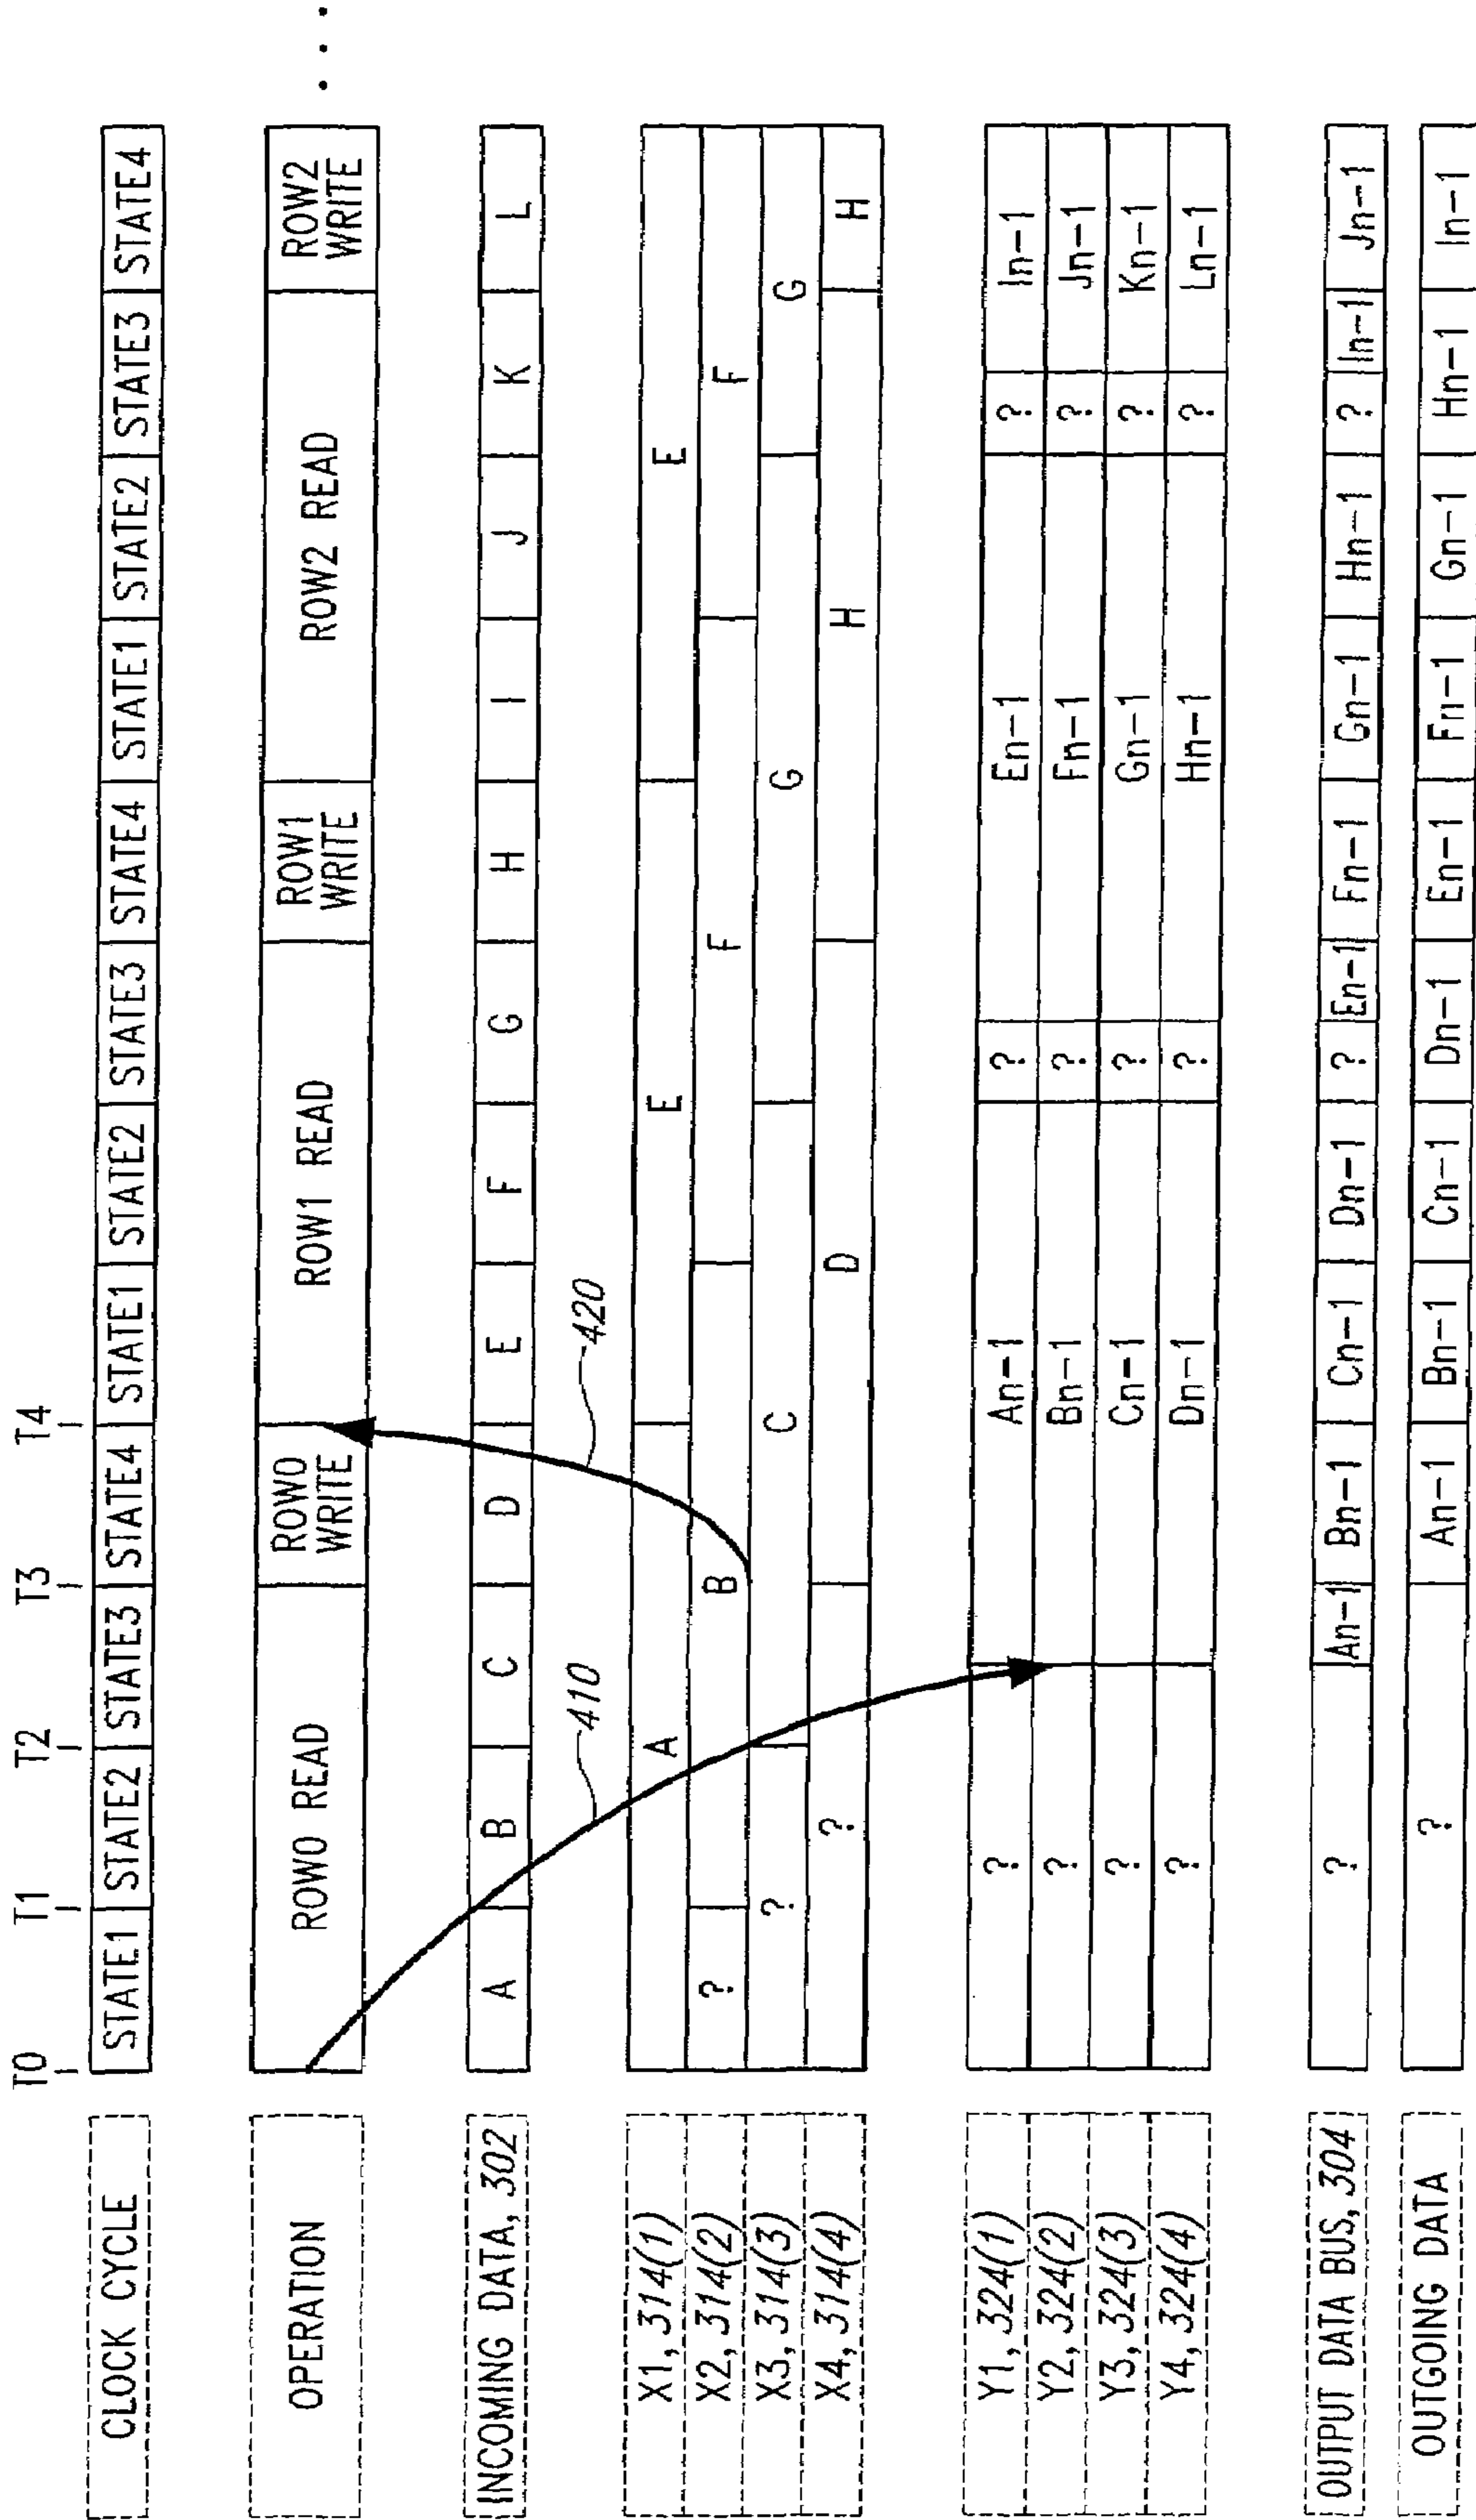 T0 T1 T2 T3 T4
CLOCK CYCLE STATE1 STATE2 STATE3 STATE4 STATE1 STATE2 STATE3 STATE4 STATE1 STATE2 STATE3 STATE4
OPERATION ROW0 READ ROW0 WRITE ROW1 READ ROW1 WRITE ROW2 READ ROW2 WRITE . . .
INCOMING DATA, 302 A B C D E F G H I J K L
420
410
X1, 314(1) A E E
X2, 314(2) ? B F F
X3, 314(3) ? C G G
X4, 314(4) ? D H H
Y1, 324(1) ? An-1 ? En-1 ? In-1
Y2, 324(2) ? Bn-1 ? Fn-1 ? Jn-1
Y3, 324(3) ? Cn-1 ? Gn-1 ? Kn-1
Y4, 324(4) ? Dn-1 ? Hn-1 ? Ln-1
OUTPUT DATA BUS, 304 ? An-1 Bn-1 Cn-1 Dn-1 ? En-1 Fn-1 Gn-1 Hn-1 ? In-1 Jn-1
OUTGOING DATA ? An-1 Bn-1 Cn-1 Dn-1 En-1 Fn-1 Gn-1 Hn-1 In-1